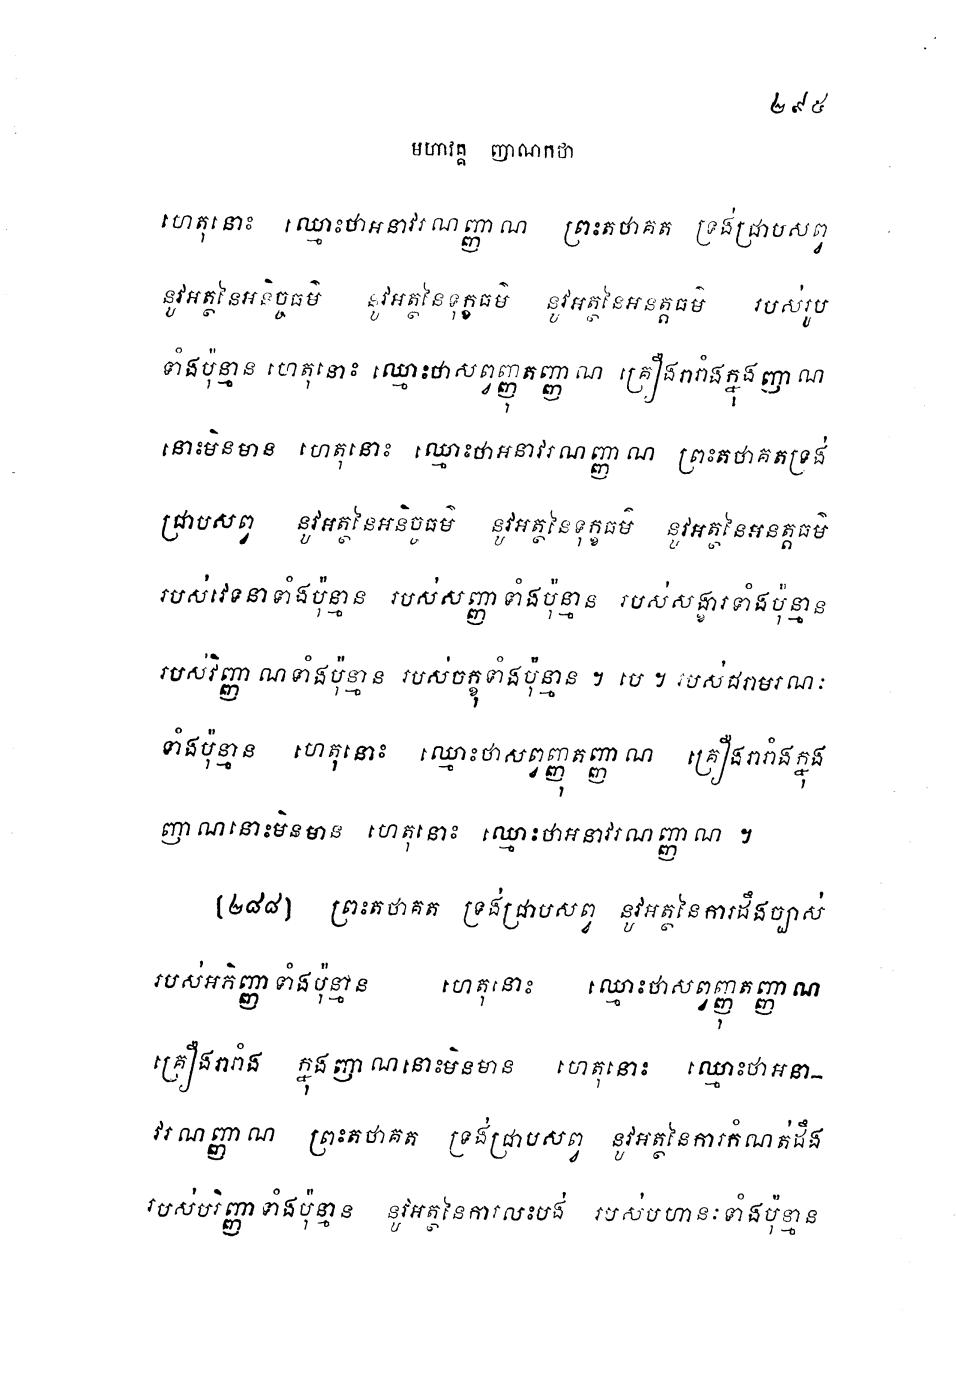 ២៩៥
មហាវគ្គ ញាណកថា
ហេតុនោះ ឈ្មោះថាអនាវរណញ្ញាណ ព្រះតថាគត ទ្រង់ជ្រាបសព្វ
នូវអត្ថនៃអនិច្ចធម៌ នូវអត្ថនៃទុក្ខធម៌ នូវអត្ថនៃអនត្តធម៌ របស់រូប
ទាំងប៉ុន្មាន ហេតុនោះ ឈ្មោះថាសព្វញ្ញុតញ្ញាណ គ្រឿងរារាំងក្នុងញាណ
នោះមិនមាន ហេតុនោះ ឈ្មោះថាអនាវរណញ្ញាណ ព្រះតថាគតទ្រង់
ជ្រាបសព្វ នូវអត្ថនៃអនិច្ចធម៌ នូវអត្ថនៃទុក្ខធម៌ នូវអត្ថនៃអនត្តធម៌
របស់វេទនាទាំងប៉ុន្មាន របស់សញ្ញាទាំងប៉ុន្មាន របស់សង្ខារទាំងប៉ុន្មាន
របស់វិញ្ញាណទាំងប៉ុន្មាន របស់ចក្ខុទាំងប៉ុន្មាន ។ បេ ។ របស់ជរាមរណៈ
ទាំងប៉ុន្មាន ហេតុនោះ ឈ្មោះថាសព្វញ្ញុតញ្ញាណ គ្រឿងរារាំងក្នុង
ញាណនោះមិនមាន ហេតុនោះ ឈ្មោះថាអនាវរណញ្ញាណ ។
[២៨៨] ព្រះតថាគត ទ្រង់ជ្រាបសព្វ នូវអត្ថនៃការដឹងច្បាស់
របស់អភិញ្ញាទាំងប៉ុន្មាន ហេតុនោះ ឈ្មោះថាសព្វញ្ញុតញ្ញាណ
គ្រឿងរារាំង ក្នុងញាណនោះមិនមាន ហេតុនោះ ឈ្មោះថាអនា-
វរណញ្ញាណ ព្រះតថាគត ទ្រង់ជ្រាបសព្វ នូវអត្ថនៃការកំណត់ដឹង
របស់បរិញ្ញាទាំងប៉ុន្មាន នូវអត្ថនៃការលះបង់ របស់បហានៈទាំងប៉ុន្មាន